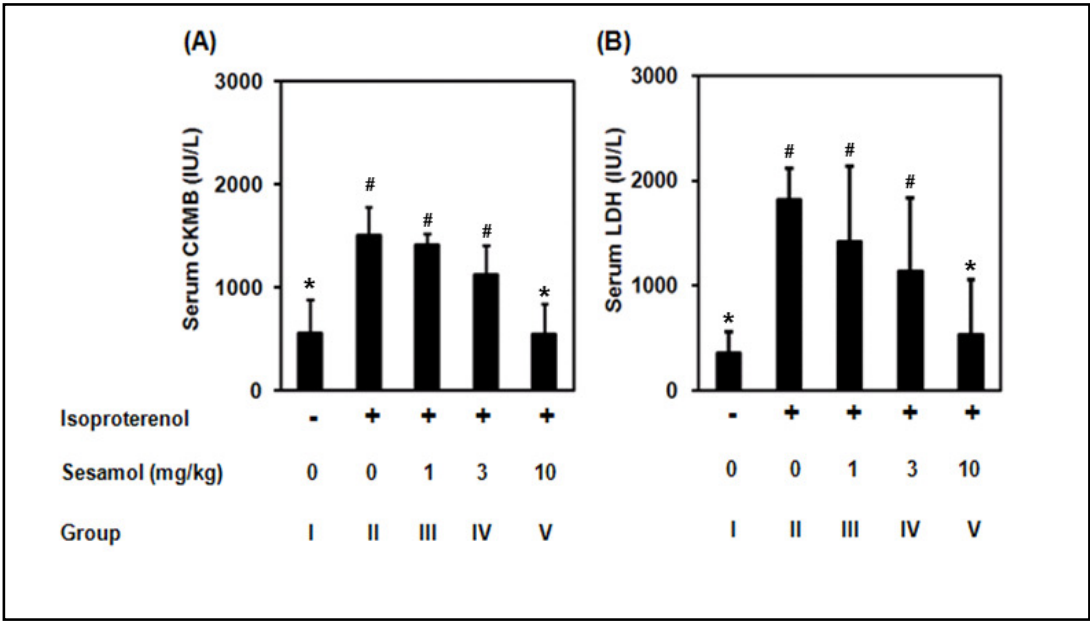 (A)
(B)
Serum CKMB (IU/L)
3000
2000
1000
0
* # # # *
Serum LDH (IU/L)
3000
2000
1000
0
* # # # *
Isoproterenol - + + + + - + + + +
Sesamol (mg/kg) 0 0 1 3 10 0 0 1 3 10
Group I II III IV V I II III IV V